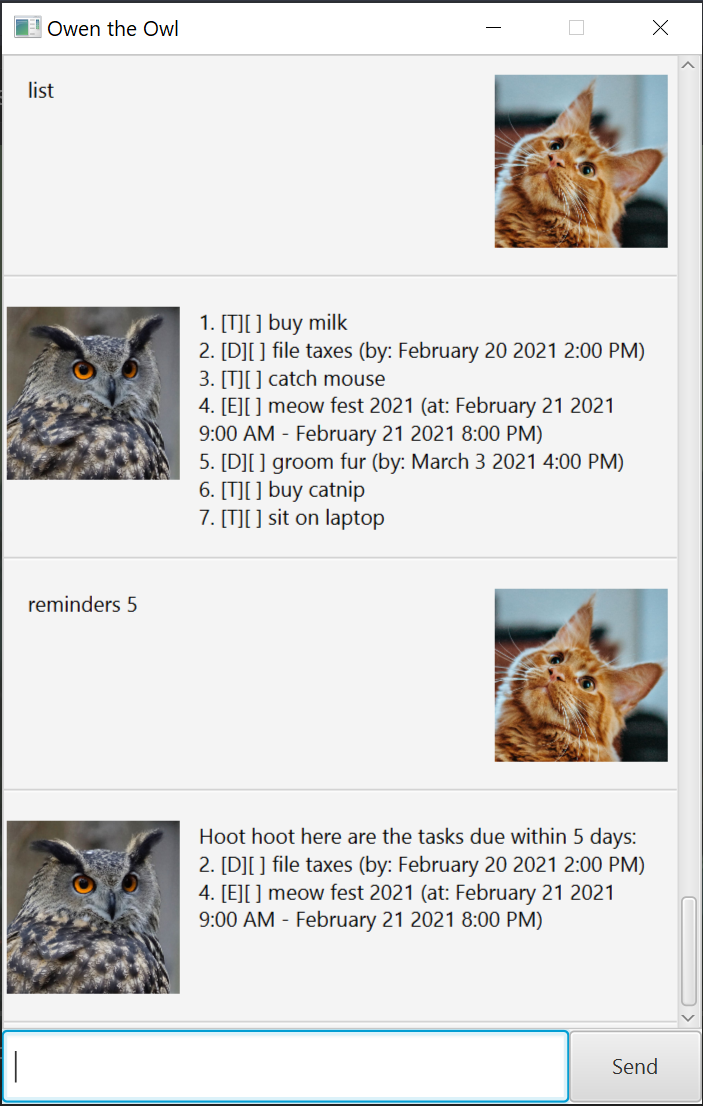 Owen the Owl
list
1. [T][ ] buy milk
2. [D][ ] file taxes (by: February 20 2021 2:00 PM)
3. [T][ ] catch mouse
4. [E][ ] meow fest 2021 (at: February 21 2021
9:00 AM - February 21 2021 8:00 PM)
5. [D][ ] groom fur (by: March 3 2021 4:00 PM)
6. [T][ ] buy catnip
7. [T][ ] sit on laptop
reminders 5
Hoot hoot here are the tasks due within 5 days:
2. [D][ ] file taxes (by: February 20 2021 2:00 PM)
4. [E][ ] meow fest 2021 (at: February 21 2021
9:00 AM - February 21 2021 8:00 PM)
Send